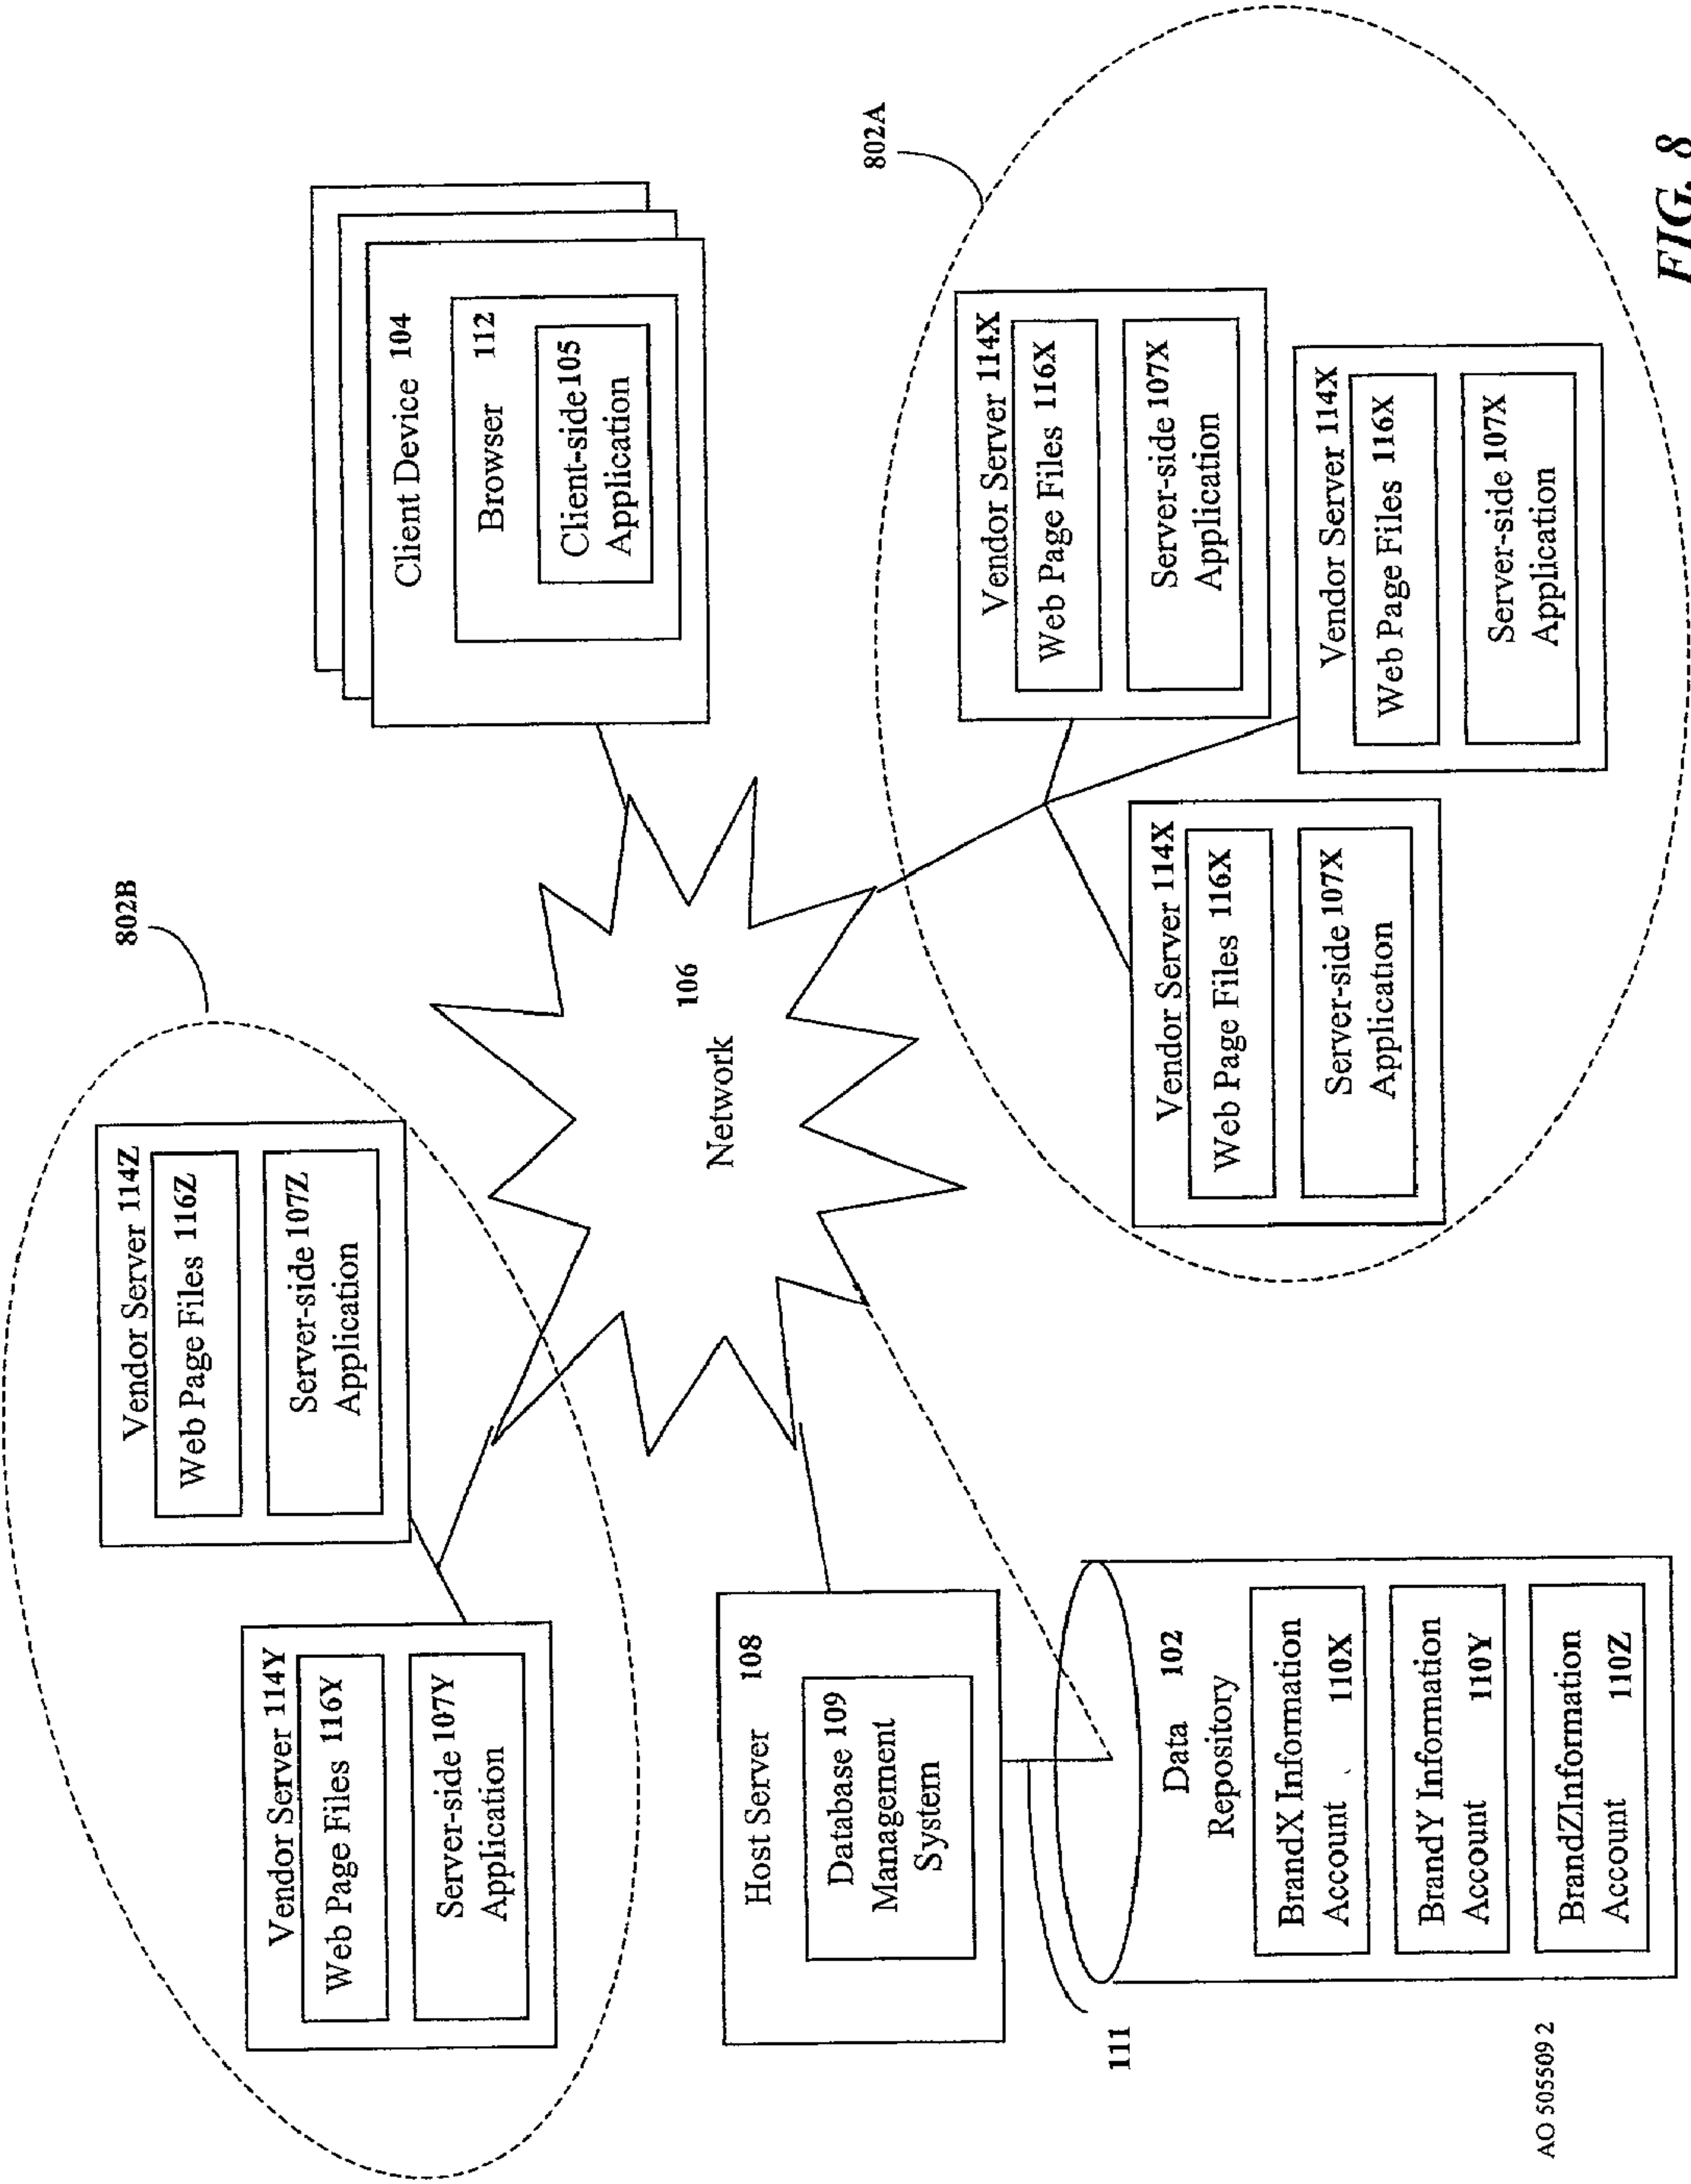 802B
Vendor Server 114Z
Web Page Files 116Z
Server-side 107Z
Application
Vendor Server 114Y
Web Page Files 116Y
Server-side 107Y
Application
Client Device 104
Browser 112
Client-side 105
Application
106
Network
Host Server 108
Database 109
Management
System
111
Data 102
Repository
BrandX Information
Account 110X
BrandY Information
Account 110Y
BrandZInformation
Account 110Z
802A
Vendor Server 114X
Web Page Files 116X
Server-side 107X
Application
Vendor Server 114X
Web Page Files 116X
Server-side 107X
Application
Vendor Server 114X
Web Page Files 116X
Server-side 107X
Application
AO 505509 2
FIG. 8